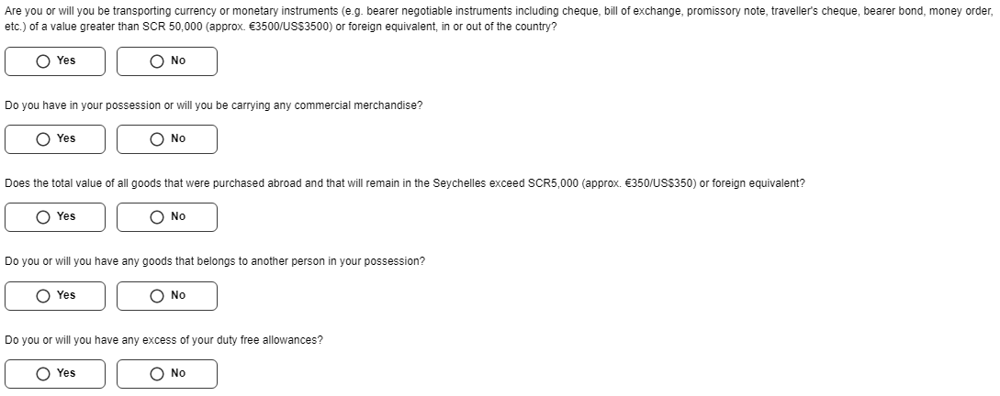 Are you or will you be transporting currency or monetary instruments (e.g. bearer negotiable instruments including cheque, bill of exchange, promissory note, traveller's cheque, bearer bond, money order,
etc.) of a value greater than SCR 50,000 (approx. €3500/US$3500) or foreign equivalent, in or out of the country?
Yes No
Do you have in your possession or will you be carrying any commercial merchandise?
Yes No
Does the total value of all goods that were purchased abroad and that will remain in the Seychelles exceed SCR5,000 (approx. €350/US$350) or foreign equivalent?
Yes No
Do you or will you have any goods that belongs to another person in your possession?
Yes No
Do you or will you have any excess of your duty free allowances?
Yes No